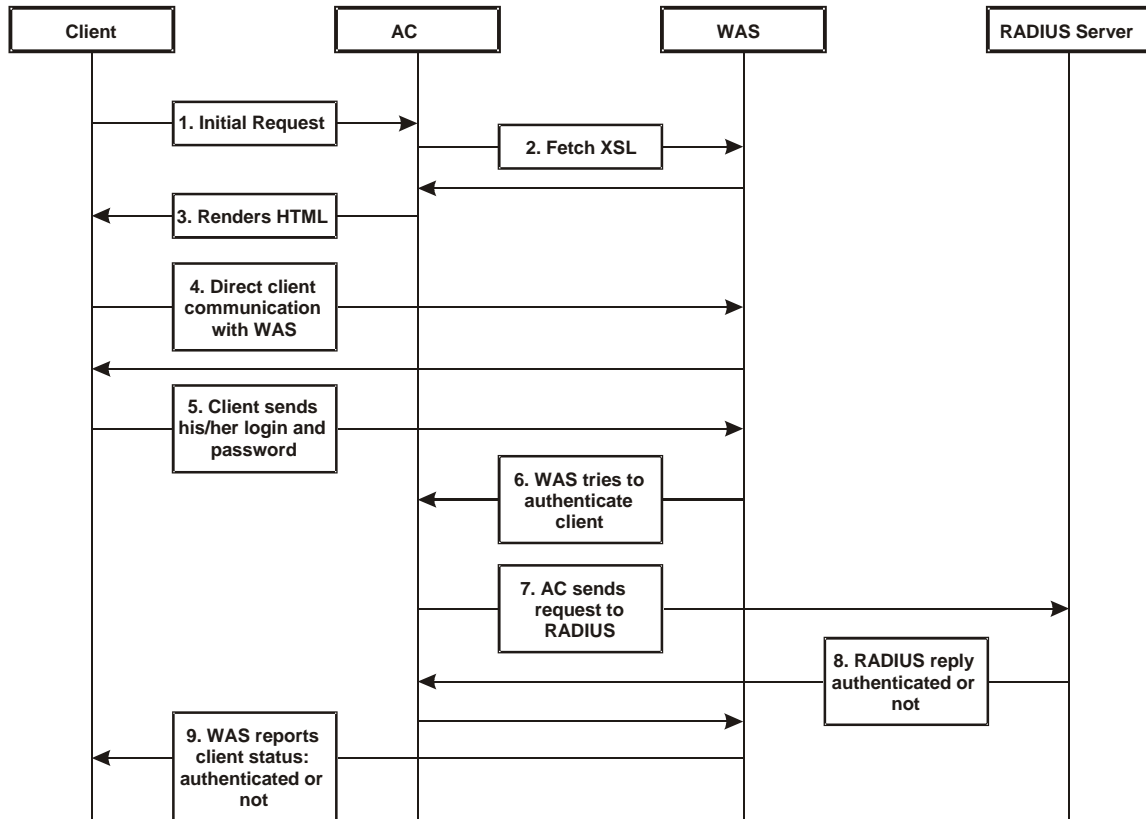 Client
AC
WAS
RADIUS Server
1. Initial Request
2. Fetch XSL
3. Renders HTML
4. Direct client
communication
with WAS
5. Client sends
his/her login and
password
6. WAS tries to
authenticate
client
7. AC sends
request to
RADIUS
8. RADIUS reply
authenticated or
not
9. WAS reports
client status:
authenticated or
not